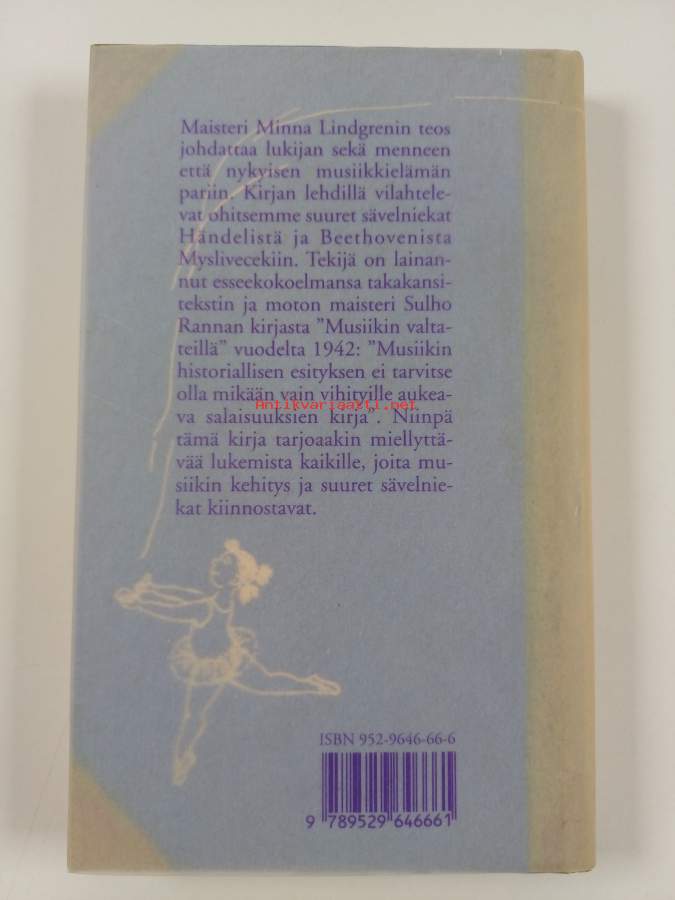 Maisteri Minna Lindgrenin teos
johdattaa lukijan sekä menneen
että nykyisen musiikkielämän
pariin. Kirjan lehdillä vilahtele-
vat ohitsemme suuret sävelniekat
Händelistä ja Beethovenista
Myslivecekiin. Tekijä on lainan-
nut esseekokoelmansa takakansi-
tekstin ja moton maisteri Sulho
Rannan kirjasta ”Musiikin valta-
teillä” vuodelta 1942: ”Musiikin
historiallisen esityksen ei tarvitse
olla mikään vain vihityille aukea-
Antikvariaatti.net
va salaisuuksien kirja”. Niinpä
tämä kirja tarjoaakin miellyttä-
vää lukemista kaikille, joita mu-
siikin kehitys ja suuret sävelnie-
kat kiinnostavat.
ISBN 952-9646-66-6
9 789529 646661